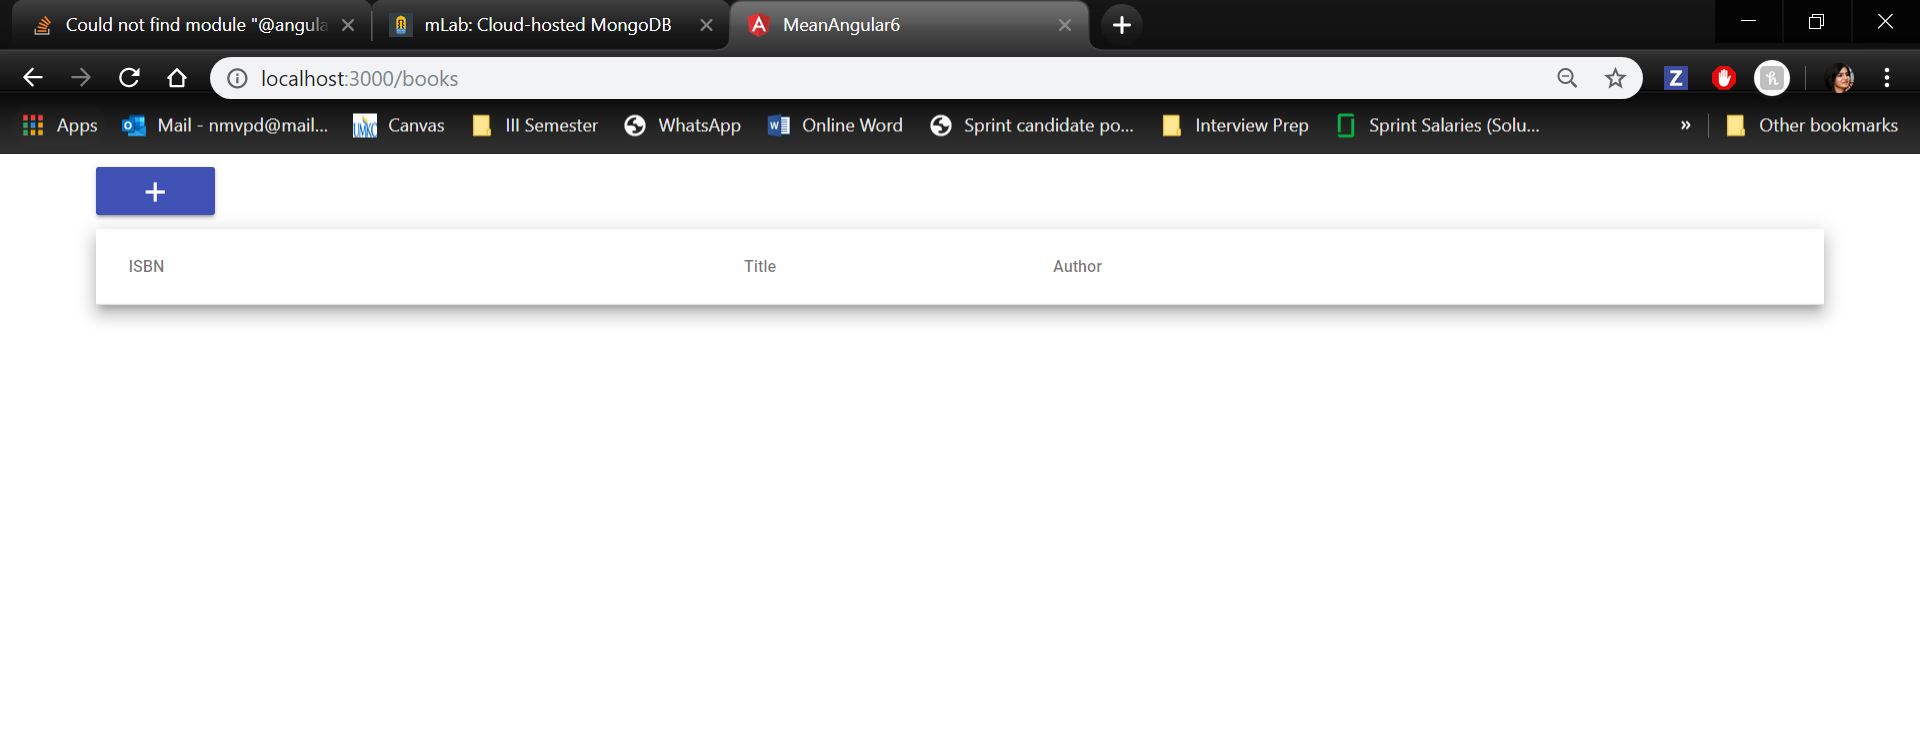 Could not find module "@angula
mLab: Cloud-hosted MongoDB
MeanAngular6
localhost:3000/books
Apps
Mail - nmvpd@mail...
Canvas
III Semester
WhatsApp
Online Word
Sprint candidate po...
Interview Prep
Sprint Salaries (Solu...
»
Other bookmarks
+
ISBN Title Author